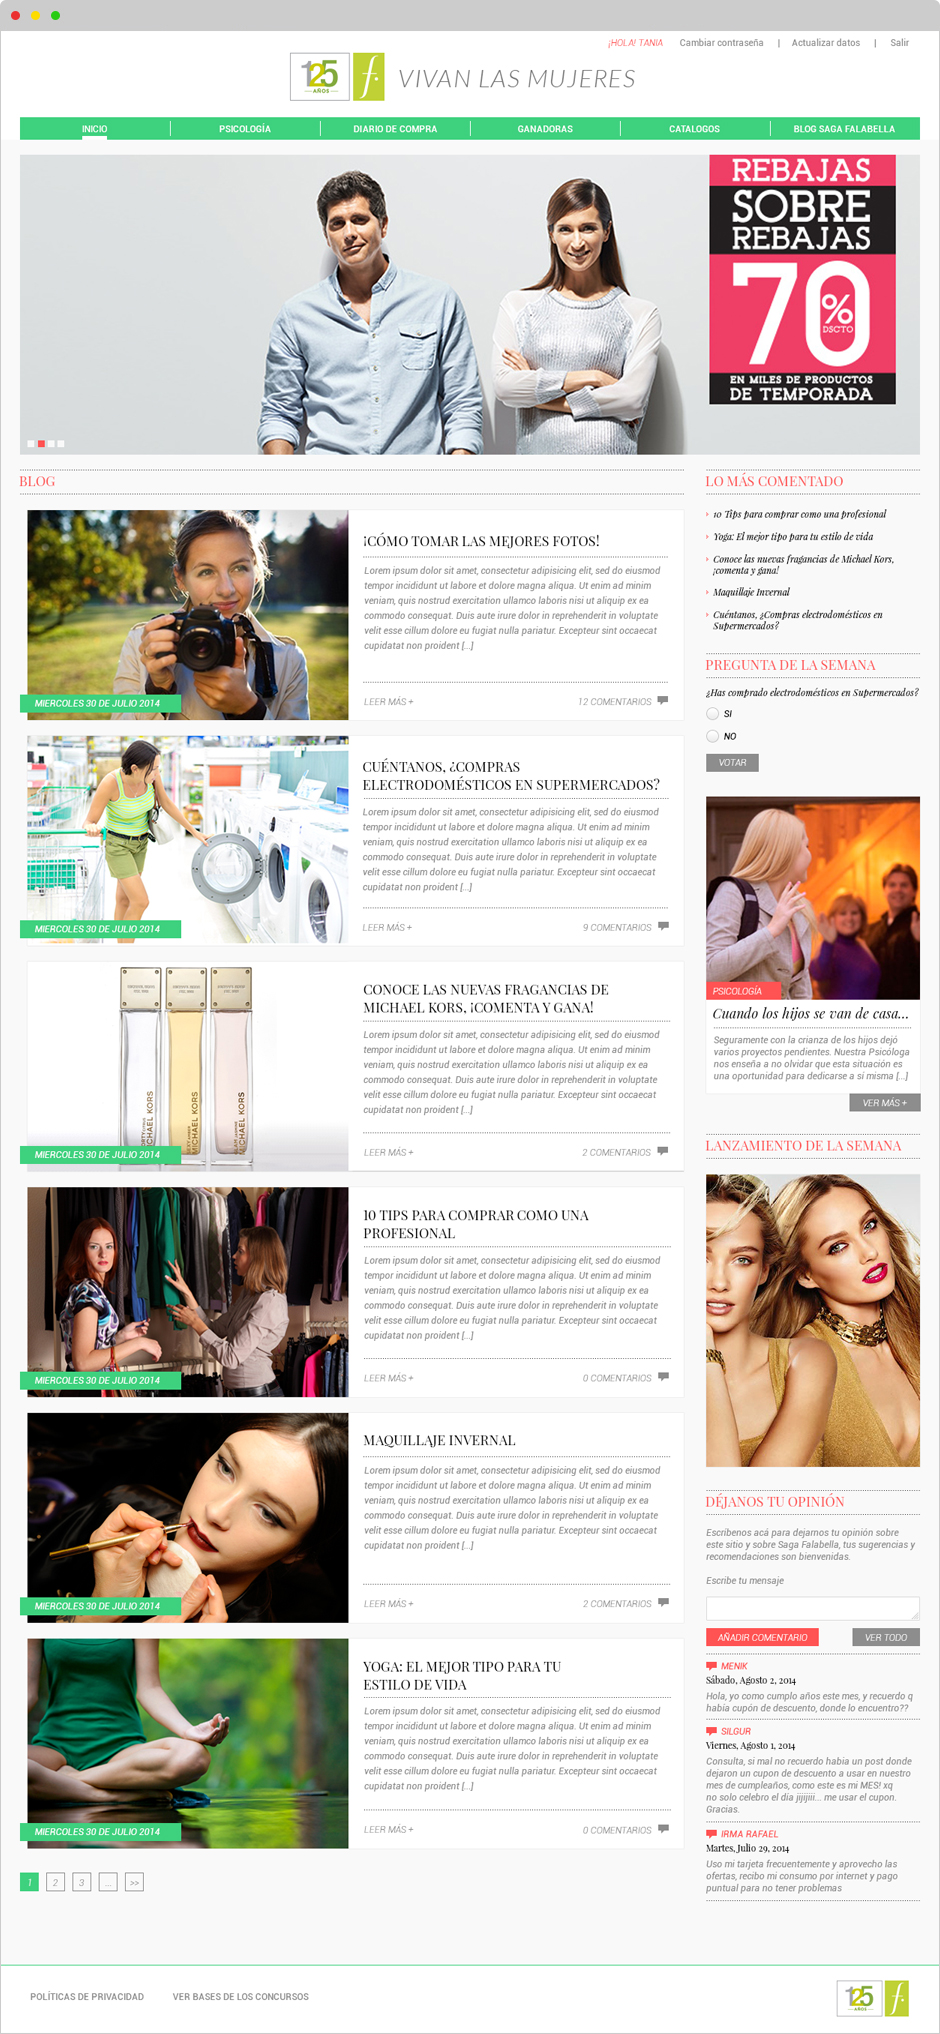 ¡HOLA! TANIA Cambiar contraseña | Actualizar datos | Salir
125 AÑOS f. VIVAN LAS MUJERES
INICIO PSICOLOGÍA DIARIO DE COMPRA GANADORAS CATALOGOS BLOG SAGA FALABELLA
REBAJAS
SOBRE
REBAJAS
70% DSCTO
EN MILES DE PRODUCTOS
DE TEMPORADA
BLOG
¡CÓMO TOMAR LAS MEJORES FOTOS!
Lorem ipsum dolor sit amet, consectetur adipisicing elit, sed do eiusmod
tempor incididunt ut labore et dolore magna aliqua. Ut enim ad minim
veniam, quis nostrud exercitation ullamco laboris nisi ut aliquip ex ea
commodo consequat. Duis aute irure dolor in reprehenderit in voluptate
velit esse cillum dolore eu fugiat nulla pariatur. Excepteur sint occaecat
cupidatat non proident [...]
MIERCOLES 30 DE JULIO 2014
LEER MÁS + 12 COMENTARIOS
CUÉNTANOS, ¿COMPRAS
ELECTRODOMÉSTICOS EN SUPERMERCADOS?
Lorem ipsum dolor sit amet, consectetur adipisicing elit, sed do eiusmod
tempor incididunt ut labore et dolore magna aliqua. Ut enim ad minim
veniam, quis nostrud exercitation ullamco laboris nisi ut aliquip ex ea
commodo consequat. Duis aute irure dolor in reprehenderit in voluptate
velit esse cillum dolore eu fugiat nulla pariatur. Excepteur sint occaecat
cupidatat non proident [...]
MIERCOLES 30 DE JULIO 2014
LEER MÁS + 9 COMENTARIOS
CONOCE LAS NUEVAS FRAGANCIAS DE
MICHAEL KORS, ¡COMENTA Y GANA!
Lorem ipsum dolor sit amet, consectetur adipisicing elit, sed do eiusmod
tempor incididunt ut labore et dolore magna aliqua. Ut enim ad minim
veniam, quis nostrud exercitation ullamco laboris nisi ut aliquip ex ea
commodo consequat. Duis aute irure dolor in reprehenderit in voluptate
velit esse cillum dolore eu fugiat nulla pariatur. Excepteur sint occaecat
cupidatat non proident [...]
MICHAEL KORS
MICHAEL KORS
MICHAEL KORS
MIERCOLES 30 DE JULIO 2014
LEER MÁS + 2 COMENTARIOS
10 TIPS PARA COMPRAR COMO UNA
PROFESIONAL
Lorem ipsum dolor sit amet, consectetur adipisicing elit, sed do eiusmod
tempor incididunt ut labore et dolore magna aliqua. Ut enim ad minim
veniam, quis nostrud exercitation ullamco laboris nisi ut aliquip ex ea
commodo consequat. Duis aute irure dolor in reprehenderit in voluptate
velit esse cillum dolore eu fugiat nulla pariatur. Excepteur sint occaecat
cupidatat non proident [...]
MIERCOLES 30 DE JULIO 2014
LEER MÁS + 0 COMENTARIOS
MAQUILLAJE INVERNAL
Lorem ipsum dolor sit amet, consectetur adipisicing elit, sed do eiusmod
tempor incididunt ut labore et dolore magna aliqua. Ut enim ad minim
veniam, quis nostrud exercitation ullamco laboris nisi ut aliquip ex ea
commodo consequat. Duis aute irure dolor in reprehenderit in voluptate
velit esse cillum dolore eu fugiat nulla pariatur. Excepteur sint occaecat
cupidatat non proident [...]
MIERCOLES 30 DE JULIO 2014
LEER MÁS + 2 COMENTARIOS
YOGA: EL MEJOR TIPO PARA TU
ESTILO DE VIDA
Lorem ipsum dolor sit amet, consectetur adipisicing elit, sed do eiusmod
tempor incididunt ut labore et dolore magna aliqua. Ut enim ad minim
veniam, quis nostrud exercitation ullamco laboris nisi ut aliquip ex ea
commodo consequat. Duis aute irure dolor in reprehenderit in voluptate
velit esse cillum dolore eu fugiat nulla pariatur. Excepteur sint occaecat
cupidatat non proident [...]
MIERCOLES 30 DE JULIO 2014
LEER MÁS + 0 COMENTARIOS
1 2 3 ... >>
LO MÁS COMENTADO
10 Tips para comprar como una profesional
Yoga: El mejor tipo para tu estilo de vida
Conoce las nuevas fragancias de Michael Kors,
¡comenta y gana!
Maquillaje Invernal
Cuéntanos, ¿Compras electrodomésticos en
Supermercados?
PREGUNTA DE LA SEMANA
¿Has comprado electrodomésticos en Supermercados?
SI
NO
VOTAR
PSICOLOGÍA
Cuando los hijos se van de casa...
Seguramente con la crianza de los hijos dejó
varios proyectos pendientes. Nuestra Psicóloga
nos enseña a no olvidar que esta situación es
una oportunidad para dedicarse a si misma [...]
VER MÁS +
LANZAMIENTO DE LA SEMANA
DÉJANOS TU OPINIÓN
Escribenos acá para dejarnos tu opinión sobre
este sitio y sobre Saga Falabella, tus sugerencias y
recomendaciones son bienvenidas.
Escribe tu mensaje
AÑADIR COMENTARIO VER TODO
MENIK
Sábado, Agosto 2, 2014
Hola, yo como cumplo años este mes, y recuerdo q
habia cupón de descuento, donde lo encuentro??
SILGUR
Viernes, Agosto 1, 2014
Consulta, si mal no recuerdo habia un post donde
dejaron un cupon de descuento a usar en nuestro
mes de cumpleaños, como este es mi MES! xq
no solo celebro el dia jijijiii... me usar el cupon.
Gracias.
IRMA RAFAEL
Martes, Julio 29, 2014
Uso mi tarjeta frecuentemente y aprovecho las
ofertas, recibo mi consumo por internet y pago
puntual para no tener problemas
POLÍTICAS DE PRIVACIDAD VER BASES DE LOS CONCURSOS
125 AÑOS f.